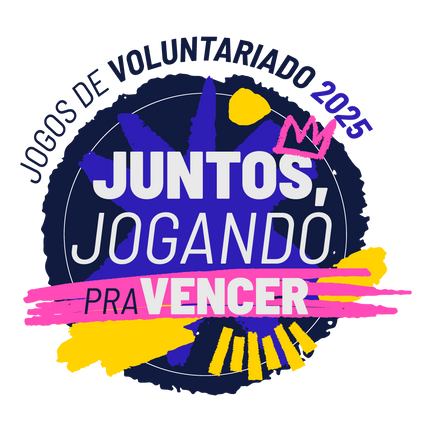 JOGOS DE VOLUNTARIADO 2025
JUNTOS,
JOGANDO
PRA VENCER